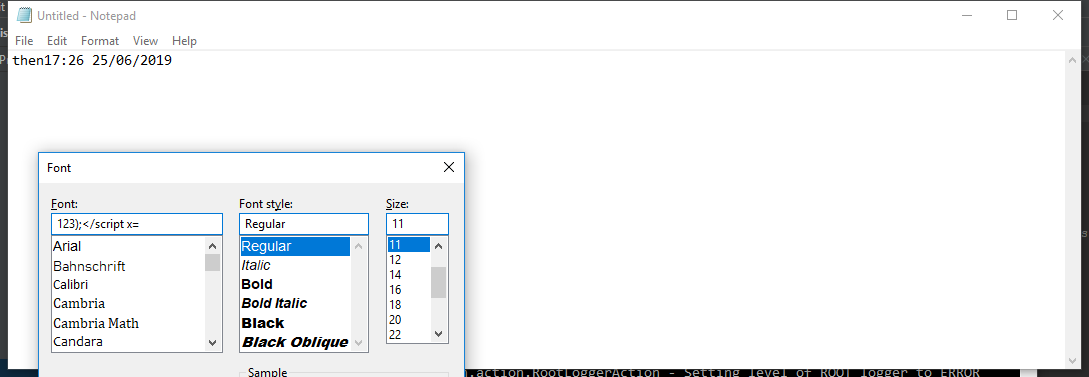 Untitled - Notepad
File Edit Format View Help
then17:26 25/06/2019
Font
Font: Font style: Size:
123);</script x= Regular 11
Arial Regular 11
Bahnschrift Italic 12
Calibri Bold 14
Cambria Bold Italic 16
Cambria Math Black 18
Candara Black Oblique 20
22
Sample
.action.RootLoggerAction - Setting level of ROOT logger to ERROR